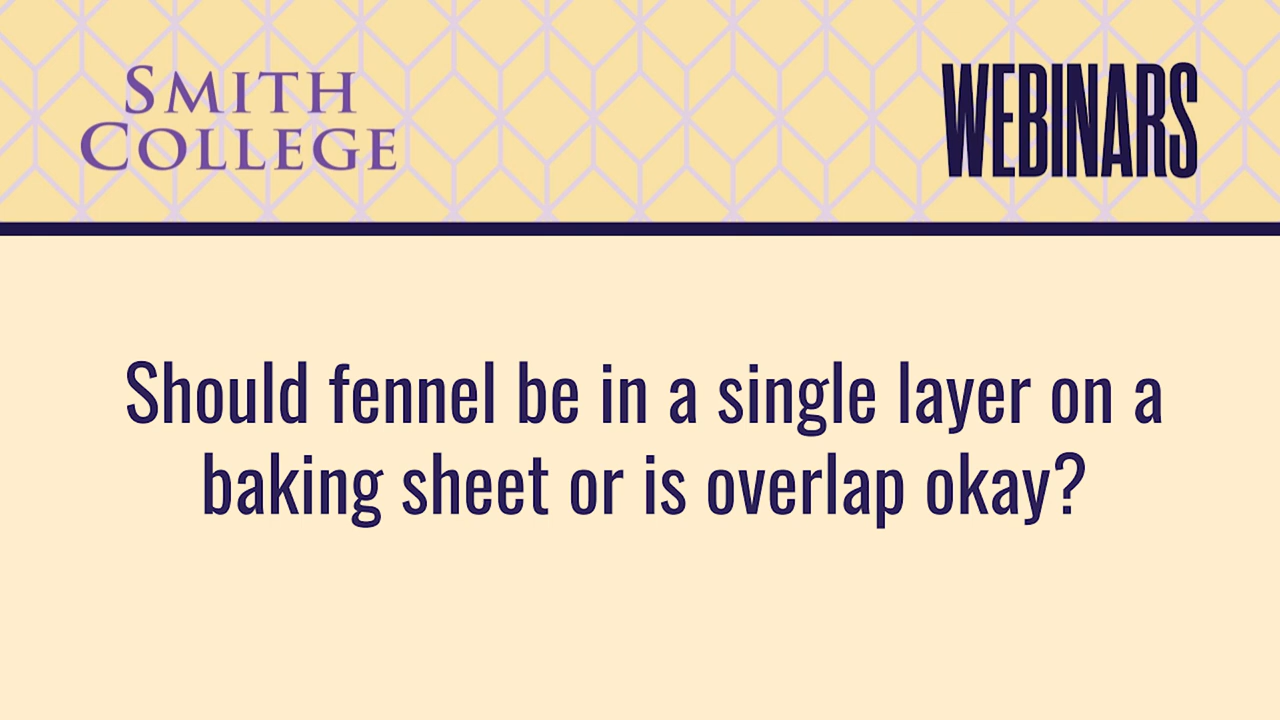 SMITH
COLLEGE
WEBINARS
Should fennel be in a single layer on a
baking sheet or is overlap okay?